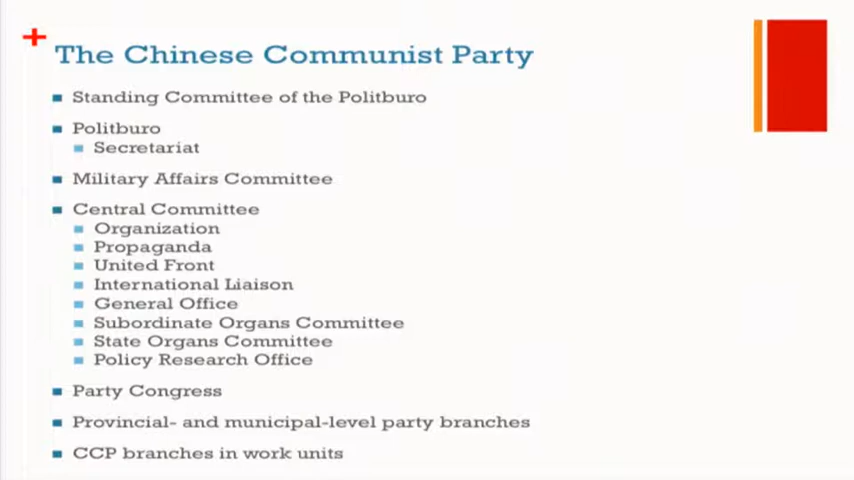 The Chinese Communist Party
Standing Committee of the Politburo
Politburo
Secretariat
Military Affairs Committee
Central Committee
Organization
Propaganda
United Front
International Liaison
General Office
Subordinate Organs Committee
State Organs Committee
Policy Research Office
Party Congress
Provincial- and municipal-level party branches
CCP branches in work units